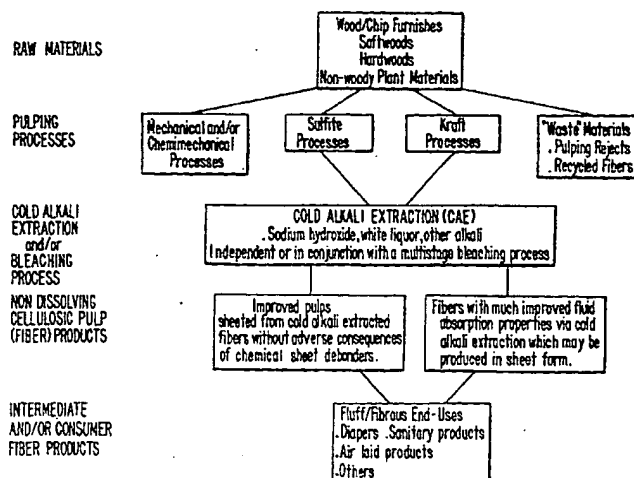 RAW MATERIALS
Wood/Chip Furnishes
Softwoods
Hardwoods
Non-woody Plant Materials
PULPING
PROCESSES
Mechanical and/or
Chemimechanical
Processes
Sulfite
Processes
Kraft
Processes
"Waste" Materials
. Pulping Rejects
. Recycled Fibers
COLD ALKALI
EXTRACTION
and/or
BLEACHING
PROCESS
COLD ALKALI EXTRACTION (CAE)
. Sodium hydroxide, white liquor, other alkali
Independent or in conjunction with a multistage bleaching process
NON DISSOLVING
CELLULOSIC PULP
(FIBER) PRODUCTS
Improved pulps
sheeted from cold alkali extracted
fibers without adverse consequences
of chemical sheet debonders.
Fibers with much improved fluid
absorption properties via cold
alkali extraction which may be
produced in sheet form.
INTERMEDIATE
AND/OR CONSUMER
FIBER PRODUCTS
Fluff/Fibrous End-Uses
. Diapers . Sanitary products
. Air laid products
. Others